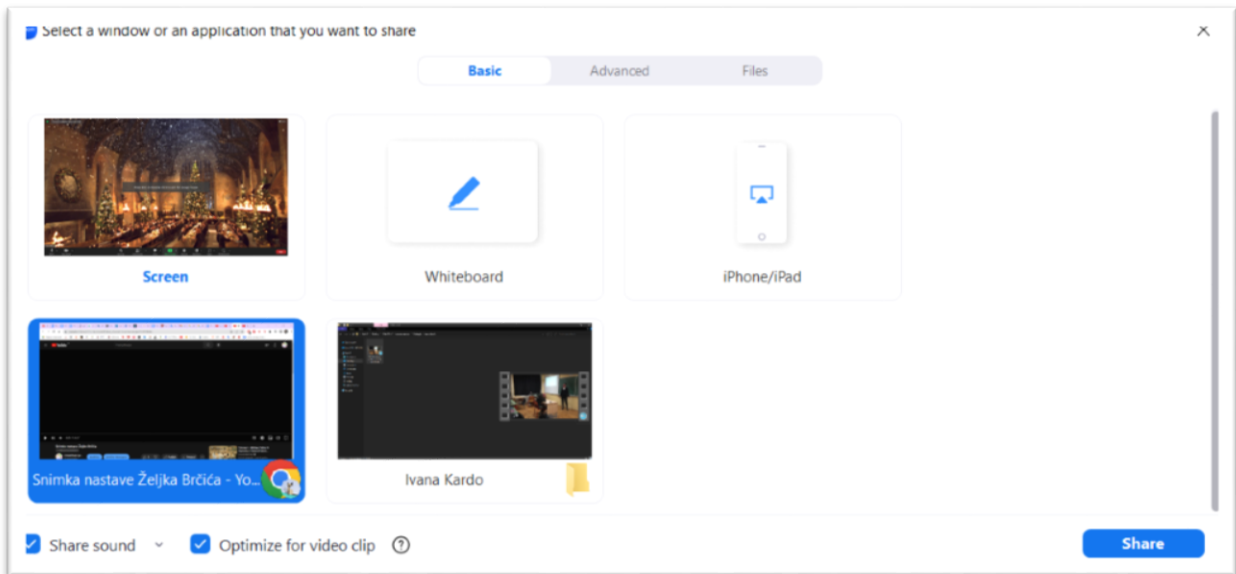 Select a window or an application that you want to share
Basic Advanced Files
Screen Whiteboard iPhone/iPad
Snimka nastave Željka Brčića - Yo... Ivana Kardo
Share sound Optimize for video clip Share